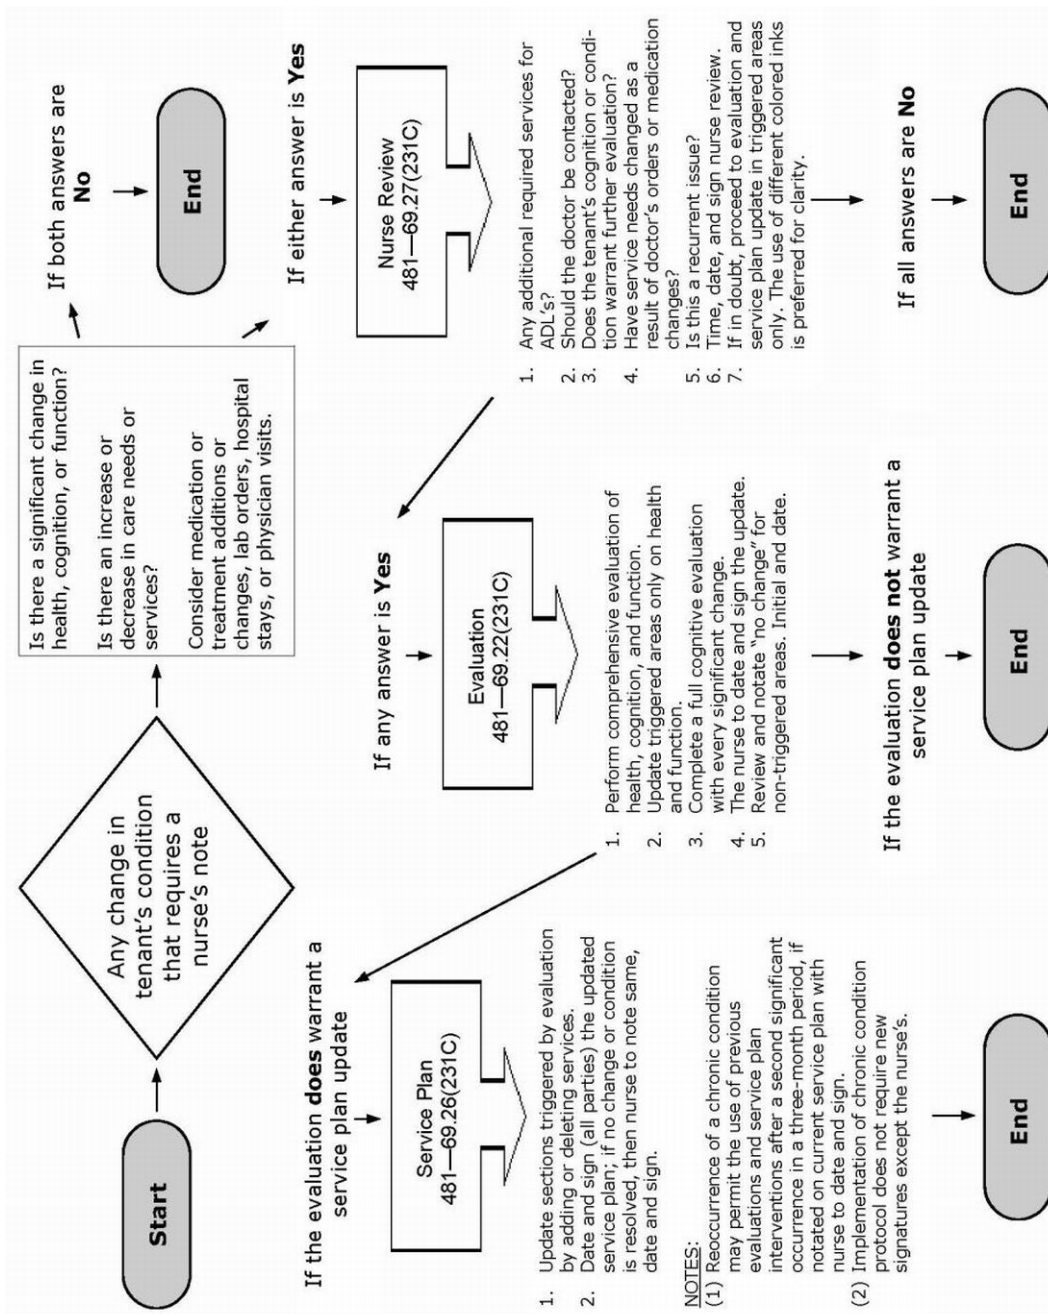 Start
Any change in
tenant's condition
that requires a
nurse's note
Is there a significant change in
health, cognition, or function?
Is there an increase or
decrease in care needs or
services?
Consider medication or
treatment additions or
changes, lab orders, hospital
stays, or physician visits.
If both answers are
No
End
If either answer is Yes
Nurse Review
481—69.27(231C)
1. Any additional required services for
ADL's?
2. Should the doctor be contacted?
3. Does the tenant's cognition or condi-
tion warrant further evaluation?
4. Have service needs changed as a
result of doctor's orders or medication
changes?
5. Is this a recurrent issue?
6. Time, date, and sign nurse review.
7. If in doubt, proceed to evaluation and
service plan update in triggered areas
only. The use of different colored inks
is preferred for clarity.
If all answers are No
End
If any answer is Yes
Evaluation
481—69.22(231C)
1. Perform comprehensive evaluation of
health, cognition, and function.
2. Update triggered areas only on health
and function.
3. Complete a full cognitive evaluation
with every significant change.
4. The nurse to date and sign the update.
5. Review and notate "no change" for
non-triggered areas. Initial and date.
If the evaluation does not warrant a
service plan update
End
If the evaluation does warrant a
service plan update
Service Plan
481—69.26(231C)
1. Update sections triggered by evaluation
by adding or deleting services.
2. Date and sign (all parties) the updated
service plan; if no change or condition
is resolved, then nurse to note same,
date and sign.
NOTES:
(1) Reoccurrence of a chronic condition
may permit the use of previous
evaluations and service plan
interventions after a second significant
occurrence in a three-month period, if
notated on current service plan with
nurse to date and sign.
(2) Implementation of chronic condition
protocol does not require new
signatures except the nurse's.
End